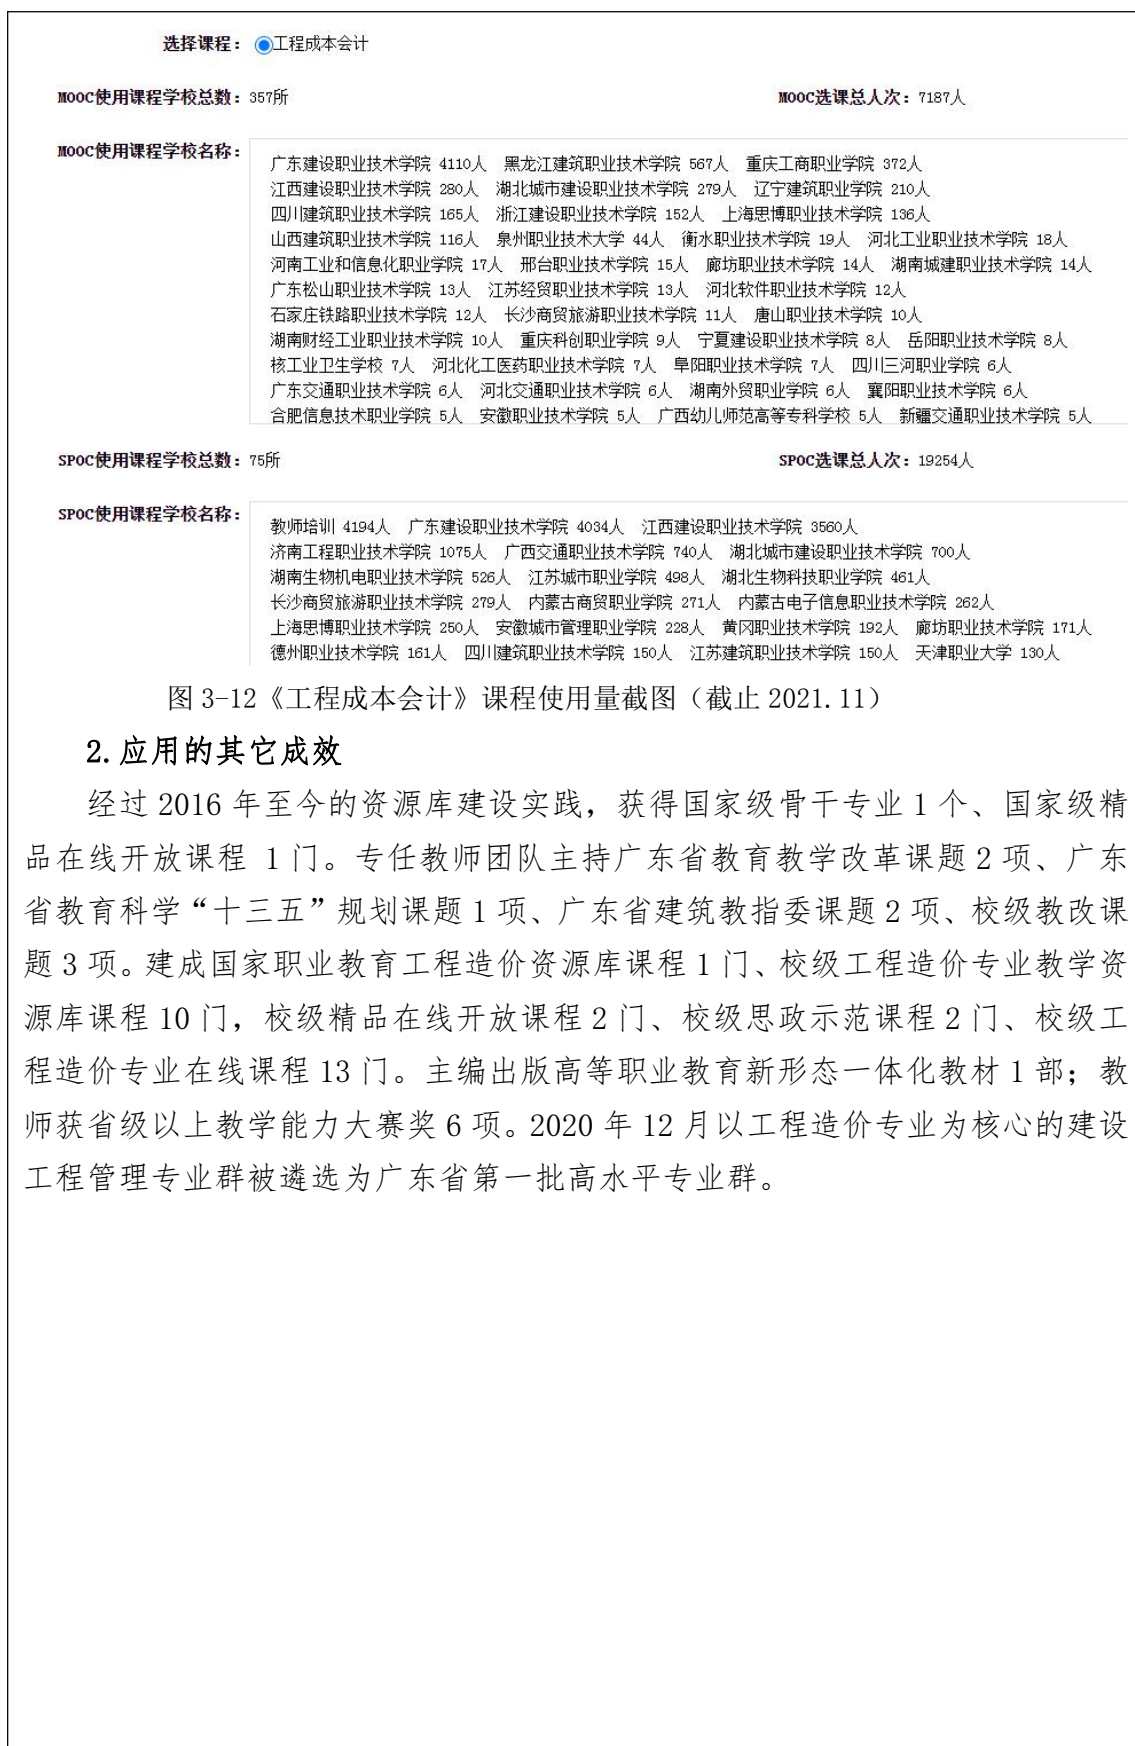 选择课程： 工程成本会计
MOOC使用课程学校总数：357所 MOOC选课总人次：7187人
MOOC使用课程学校名称：
广东建设职业技术学院 4110人 黑龙江建筑职业技术学院 567人 重庆工商职业学院 372人
江西建设职业技术学院 280人 湖北城市建设职业技术学院 279人 辽宁建筑职业学院 210人
四川建筑职业技术学院 165人 浙江建设职业技术学院 152人 上海思博职业技术学院 136人
山西建筑职业技术学院 116人 泉州职业技术大学 44人 衡水职业技术学院 19人 河北工业职业技术学院 18人
河南工业和信息化职业学院 17人 邢台职业技术学院 15人 廊坊职业技术学院 14人 湖南城建职业技术学院 14人
广东松山职业技术学院 13人 江苏经贸职业技术学院 13人 河北软件职业技术学院 12人
石家庄铁路职业技术学院 12人 长沙商贸旅游职业技术学院 11人 唐山职业技术学院 10人
湖南财经工业职业技术学院 10人 重庆科创职业学院 9人 宁夏建设职业技术学院 8人 岳阳职业技术学院 8人
核工业卫生学校 7人 河北化工医药职业技术学院 7人 阜阳职业技术学院 7人 四川三河职业学院 6人
广东交通职业技术学院 6人 河北交通职业技术学院 6人 湖南外贸职业学院 6人 襄阳职业技术学院 6人
合肥信息技术职业学院 5人 安徽职业技术学院 5人 广西幼儿师范高等专科学校 5人 新疆交通职业技术学院 5人
SPOC使用课程学校总数：75所 SPOC选课总人次：19254人
SPOC使用课程学校名称：
教师培训 4194人 广东建设职业技术学院 4034人 江西建设职业技术学院 3560人
济南工程职业技术学院 1075人 广西交通职业技术学院 740人 湖北城市建设职业技术学院 700人
湖南生物机电职业技术学院 526人 江苏城市职业学院 498人 湖北生物科技职业学院 461人
长沙商贸旅游职业技术学院 279人 内蒙古商贸职业学院 271人 内蒙古电子信息职业技术学院 262人
上海思博职业技术学院 250人 安徽城市管理职业学院 228人 黄冈职业技术学院 192人 廊坊职业技术学院 171人
德州职业技术学院 161人 四川建筑职业技术学院 150人 江苏建筑职业技术学院 150人 天津职业大学 130人
图 3-12《工程成本会计》课程使用量截图（截止 2021.11）
2.应用的其它成效
经过 2016 年至今的资源库建设实践，获得国家级骨干专业 1 个、国家级精
品在线开放课程 1 门。专任教师团队主持广东省教育教学改革课题 2 项、广东
省教育科学“十三五”规划课题 1 项、广东省建筑教指委课题 2 项、校级教改课
题 3 项。建成国家职业教育工程造价资源库课程 1 门、校级工程造价专业教学资
源库课程 10 门，校级精品在线开放课程 2 门、校级思政示范课程 2 门、校级工
程造价专业在线课程 13 门。主编出版高等职业教育新形态一体化教材 1 部；教
师获省级以上教学能力大赛奖 6 项。2020 年 12 月以工程造价专业为核心的建设
工程管理专业群被遴选为广东省第一批高水平专业群。